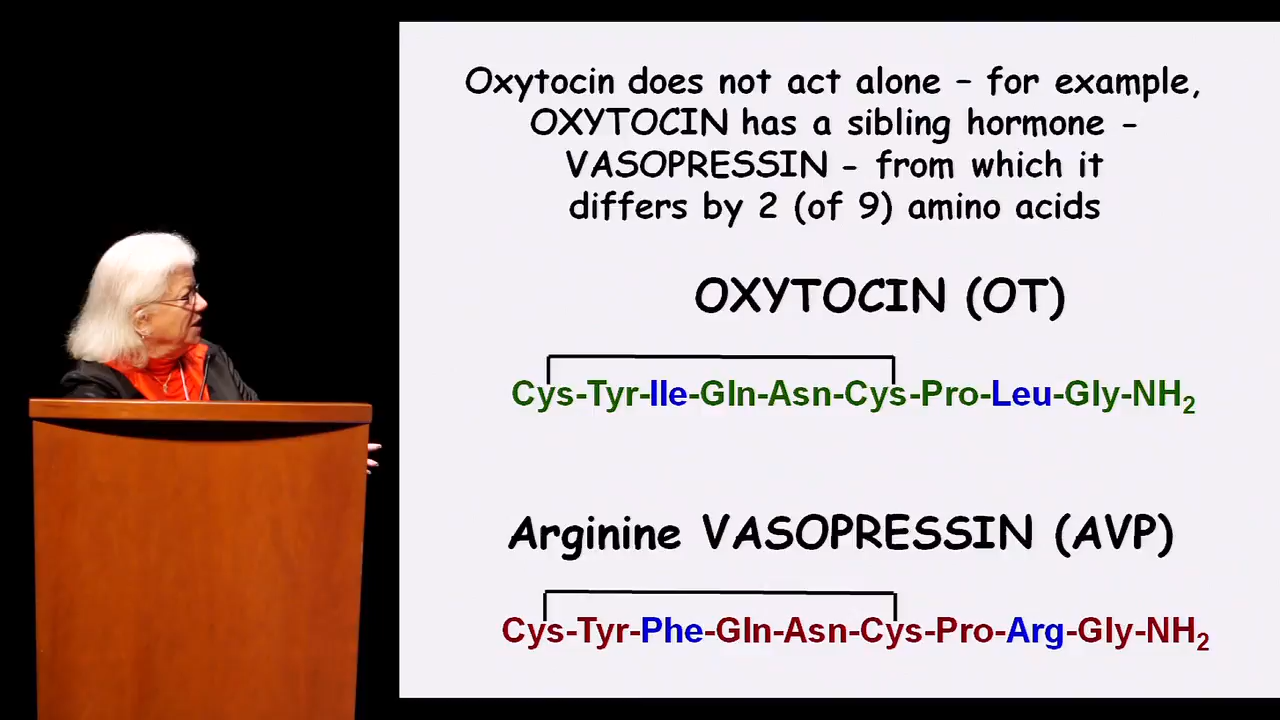 Oxytocin does not act alone – for example,
OXYTOCIN has a sibling hormone -
VASOPRESSIN - from which it
differs by 2 (of 9) amino acids
OXYTOCIN (OT)
Cys-Tyr-Ile-Gln-Asn-Cys-Pro-Leu-Gly-NH₂
Arginine VASOPRESSIN (AVP)
Cys-Tyr-Phe-Gln-Asn-Cys-Pro-Arg-Gly-NH₂